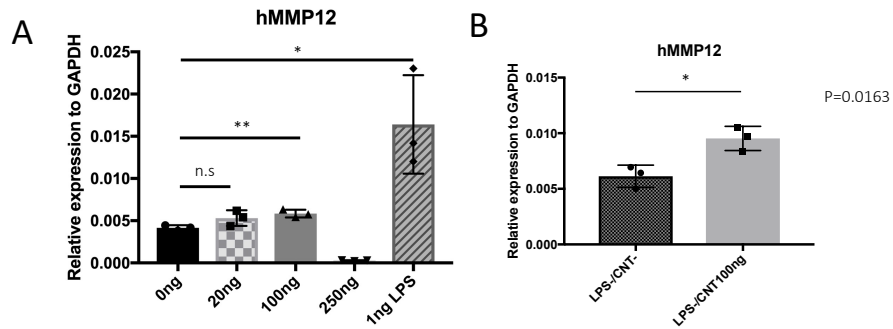 A
hMMP12
Relative expression to GAPDH
0.025
0.020
0.015
0.010
0.005
0.000
*
**
n.s
0ng
20ng
100ng
250ng
1ng LPS
B
hMMP12
Relative expression to GAPDH
0.015
0.010
0.005
0.000
*
P=0.0163
LPS-/CNT-
LPS-/CNT100ng